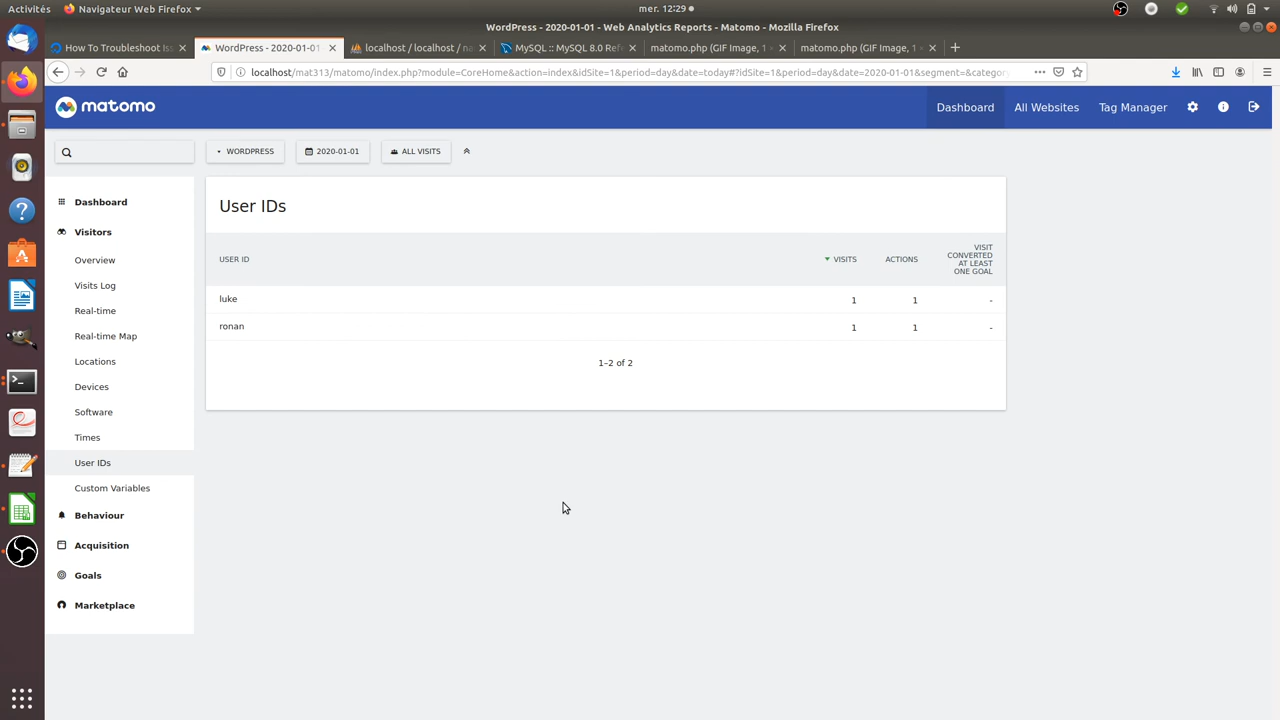 Activités Navigateur Web Firefox mer. 12:29
WordPress - 2020-01-01 - Web Analytics Reports - Matomo - Mozilla Firefox
How To Troubleshoot Iss
WordPress - 2020-01-01 -
localhost / localhost / na
MySQL :: MySQL 8.0 Refe
matomo.php (GIF Image, 1
matomo.php (GIF Image, 1
localhost/mat313/matomo/index.php?module=CoreHome&action=index&idSite=1&period=day&date=today#?idSite=1&period=day&date=2020-01-01&segment=&category
matomo
Dashboard All Websites Tag Manager
WORDPRESS 2020-01-01 ALL VISITS
Dashboard
Visitors
Overview
Visits Log
Real-time
Real-time Map
Locations
Devices
Software
Times
User IDs
Custom Variables
Behaviour
Acquisition
Goals
Marketplace
User IDs
USER ID VISITS ACTIONS VISIT
CONVERTED
AT LEAST
ONE GOAL
luke 1 1 -
ronan 1 1 -
1–2 of 2